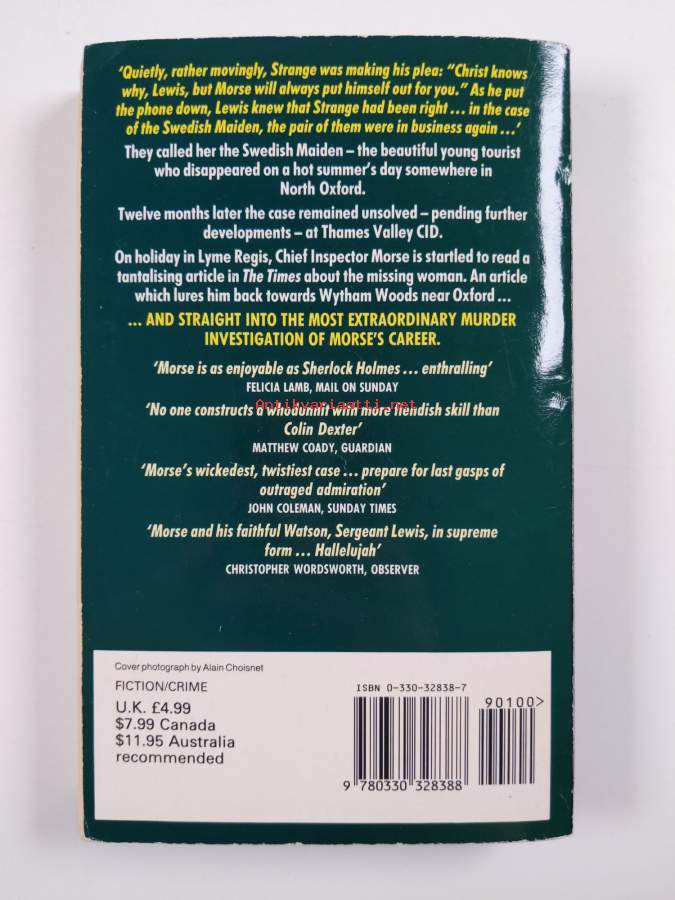 ‘Quietly, rather movingly, Strange was making his plea: “Christ knows
why, Lewis, but Morse will always put himself out for you.” As he put
the phone down, Lewis knew that Strange had been right ... in the case
of the Swedish Maiden, the pair of them were in business again ...’
They called her the Swedish Maiden – the beautiful young tourist
who disappeared on a hot summer’s day somewhere in
North Oxford.
Twelve months later the case remained unsolved – pending further
developments – at Thames Valley CID.
On holiday in Lyme Regis, Chief Inspector Morse is startled to read a
tantalising article in The Times about the missing woman. An article
which lures him back towards Wytham Woods near Oxford ...
... AND STRAIGHT INTO THE MOST EXTRAORDINARY MURDER
INVESTIGATION OF MORSE’S CAREER.
‘Morse is as enjoyable as Sherlock Holmes ... enthralling’
FELICIA LAMB, MAIL ON SUNDAY
Antikvariaatti.net
‘No one constructs a whodunnit with more fiendish skill than
Colin Dexter’
MATTHEW COADY, GUARDIAN
‘Morse’s wickedest, twistiest case ... prepare for last gasps of
outraged admiration’
JOHN COLEMAN, SUNDAY TIMES
‘Morse and his faithful Watson, Sergeant Lewis, in supreme
form ... Hallelujah’
CHRISTOPHER WORDSWORTH, OBSERVER
Cover photograph by Alain Choisnet
FICTION/CRIME
U.K. £4.99
$7.99 Canada
$11.95 Australia
recommended
ISBN 0-330-32838-7
90100>
9 780330 328388